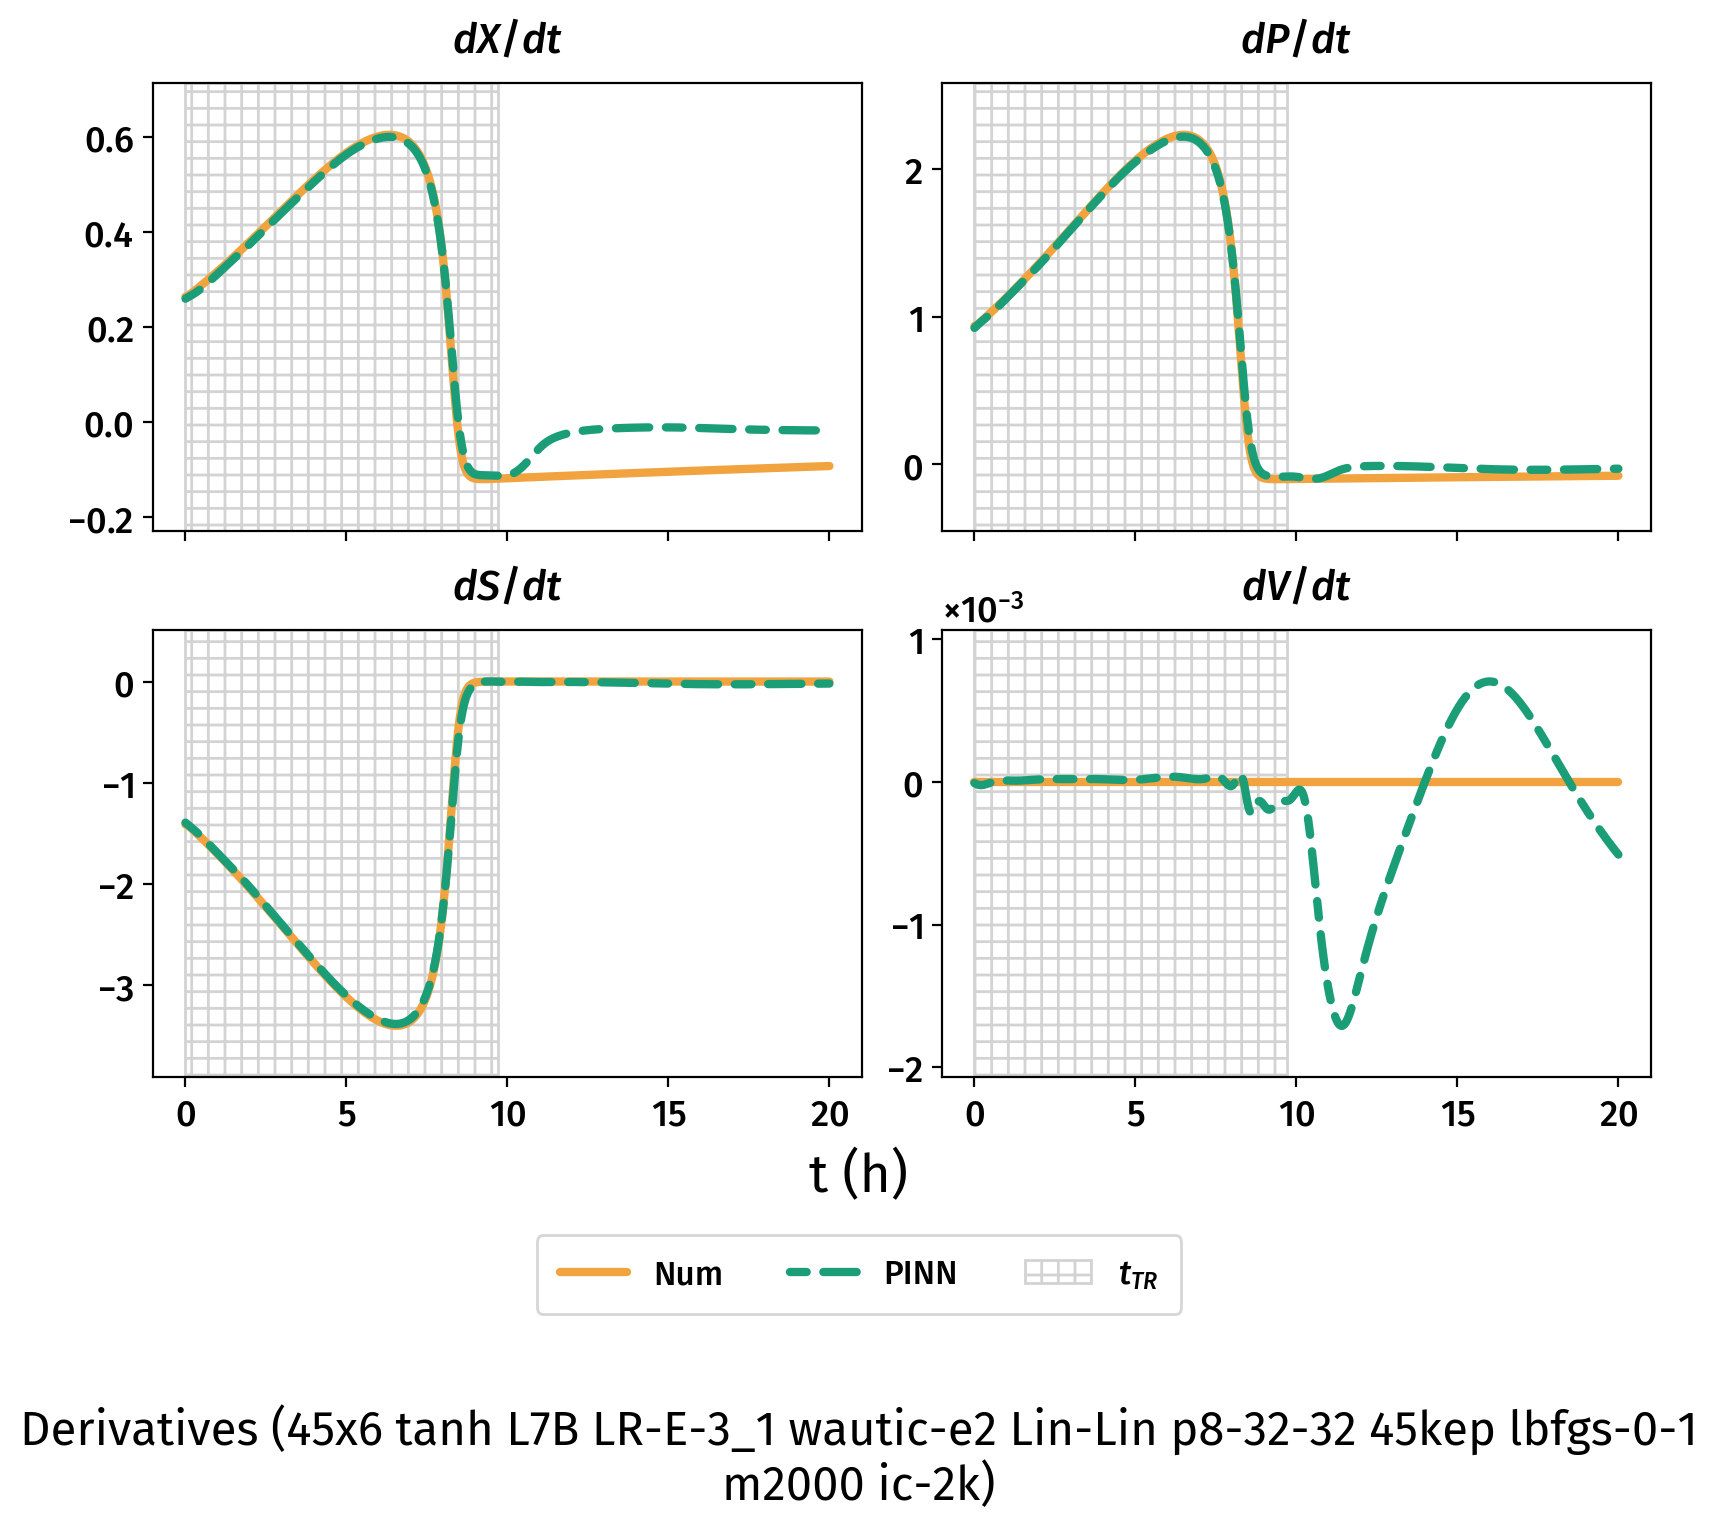 dX/dt
dP/dt
0.6
0.4
0.2
0.0
−0.2
2
1
0
dS/dt
dV/dt
×10⁻³
0
−1
−2
−3
1
0
−1
−2
0 5 10 15 20
0 5 10 15 20
t (h)
Num PINN t_TR
Derivatives (45x6 tanh L7B LR-E-3_1 wautic-e2 Lin-Lin p8-32-32 45kep lbfgs-0-1
m2000 ic-2k)